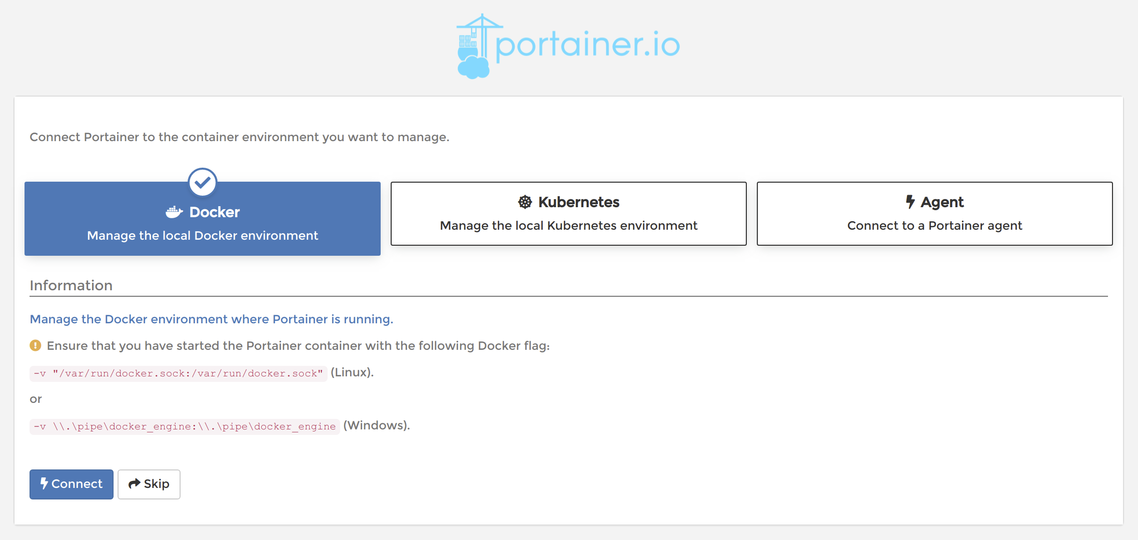 portainer.io
Connect Portainer to the container environment you want to manage.
Docker
Manage the local Docker environment
Kubernetes
Manage the local Kubernetes environment
Agent
Connect to a Portainer agent
Information
Manage the Docker environment where Portainer is running.
Ensure that you have started the Portainer container with the following Docker flag:
-v "/var/run/docker.sock:/var/run/docker.sock" (Linux).
or
-v \\.\pipe\docker_engine:\\.\pipe\docker_engine (Windows).
Connect
Skip